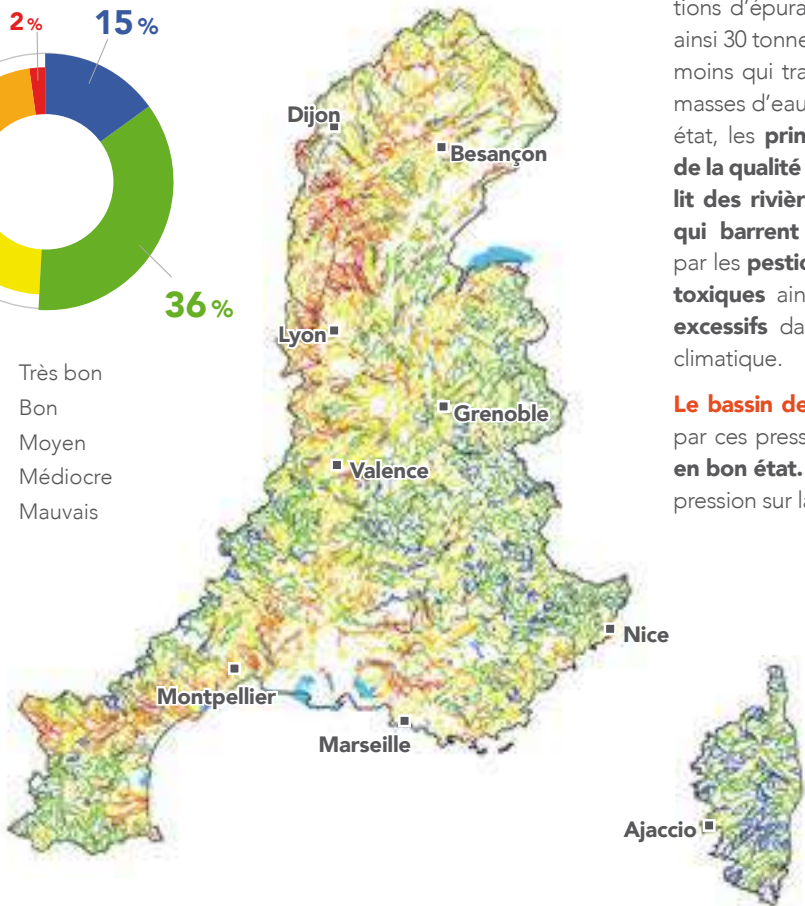 2 %
15 %
36 %
Très bon
Bon
Moyen
Médiocre
Mauvais
Dijon
Besançon
Lyon
Grenoble
Valence
Nice
Montpellier
Marseille
Ajaccio
tions d'épura
ainsi 30 tonne
moins qui tra
masses d'eau
état, les prin
de la qualité
lit des rivièr
qui barrent
par les pestic
toxiques ain
excessifs da
climatique.
Le bassin de
par ces press
en bon état.
pression sur la